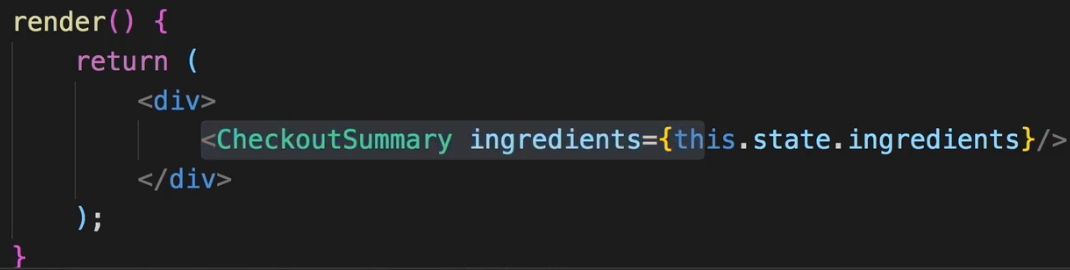 render() {
return (
<div>
<CheckoutSummary ingredients={this.state.ingredients}/>
</div>
);
}